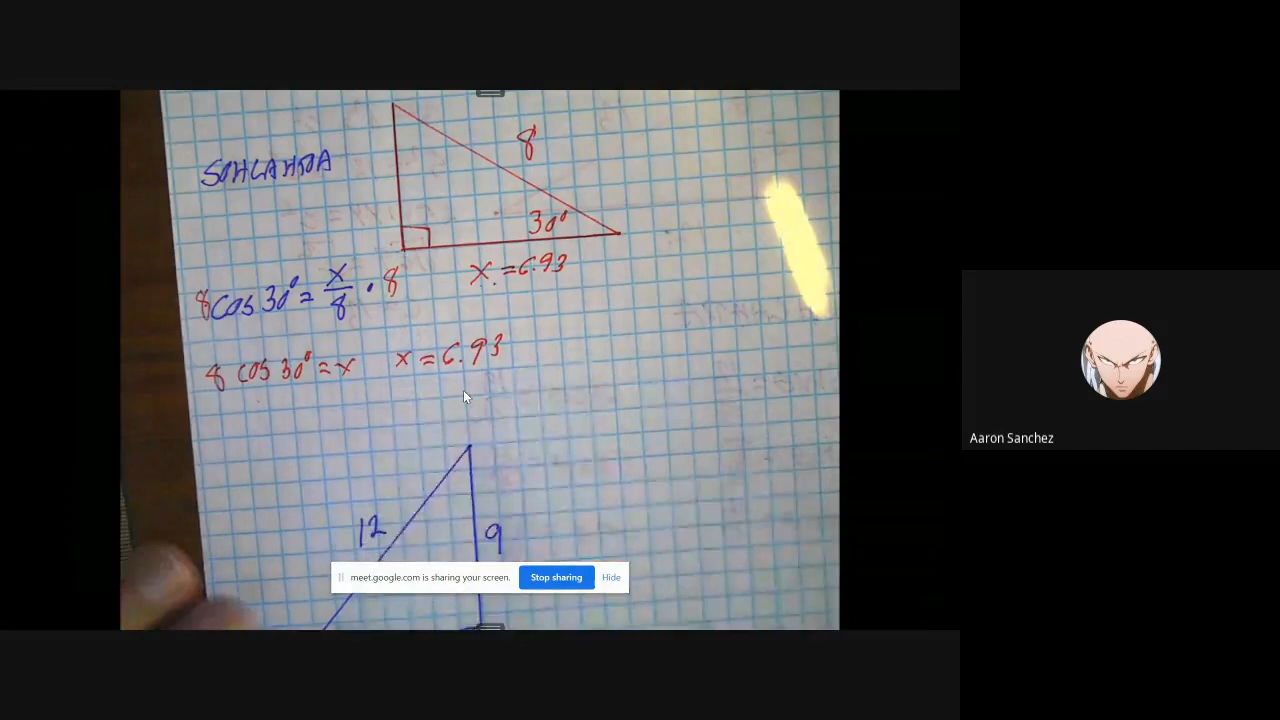 SOHCAHTOA
8
30°
x = 6.93
8 cos 30° = x/8 · 8
8 cos 30° = x x = 6.93
12
9
meet.google.com is sharing your screen. Stop sharing Hide
Aaron Sanchez